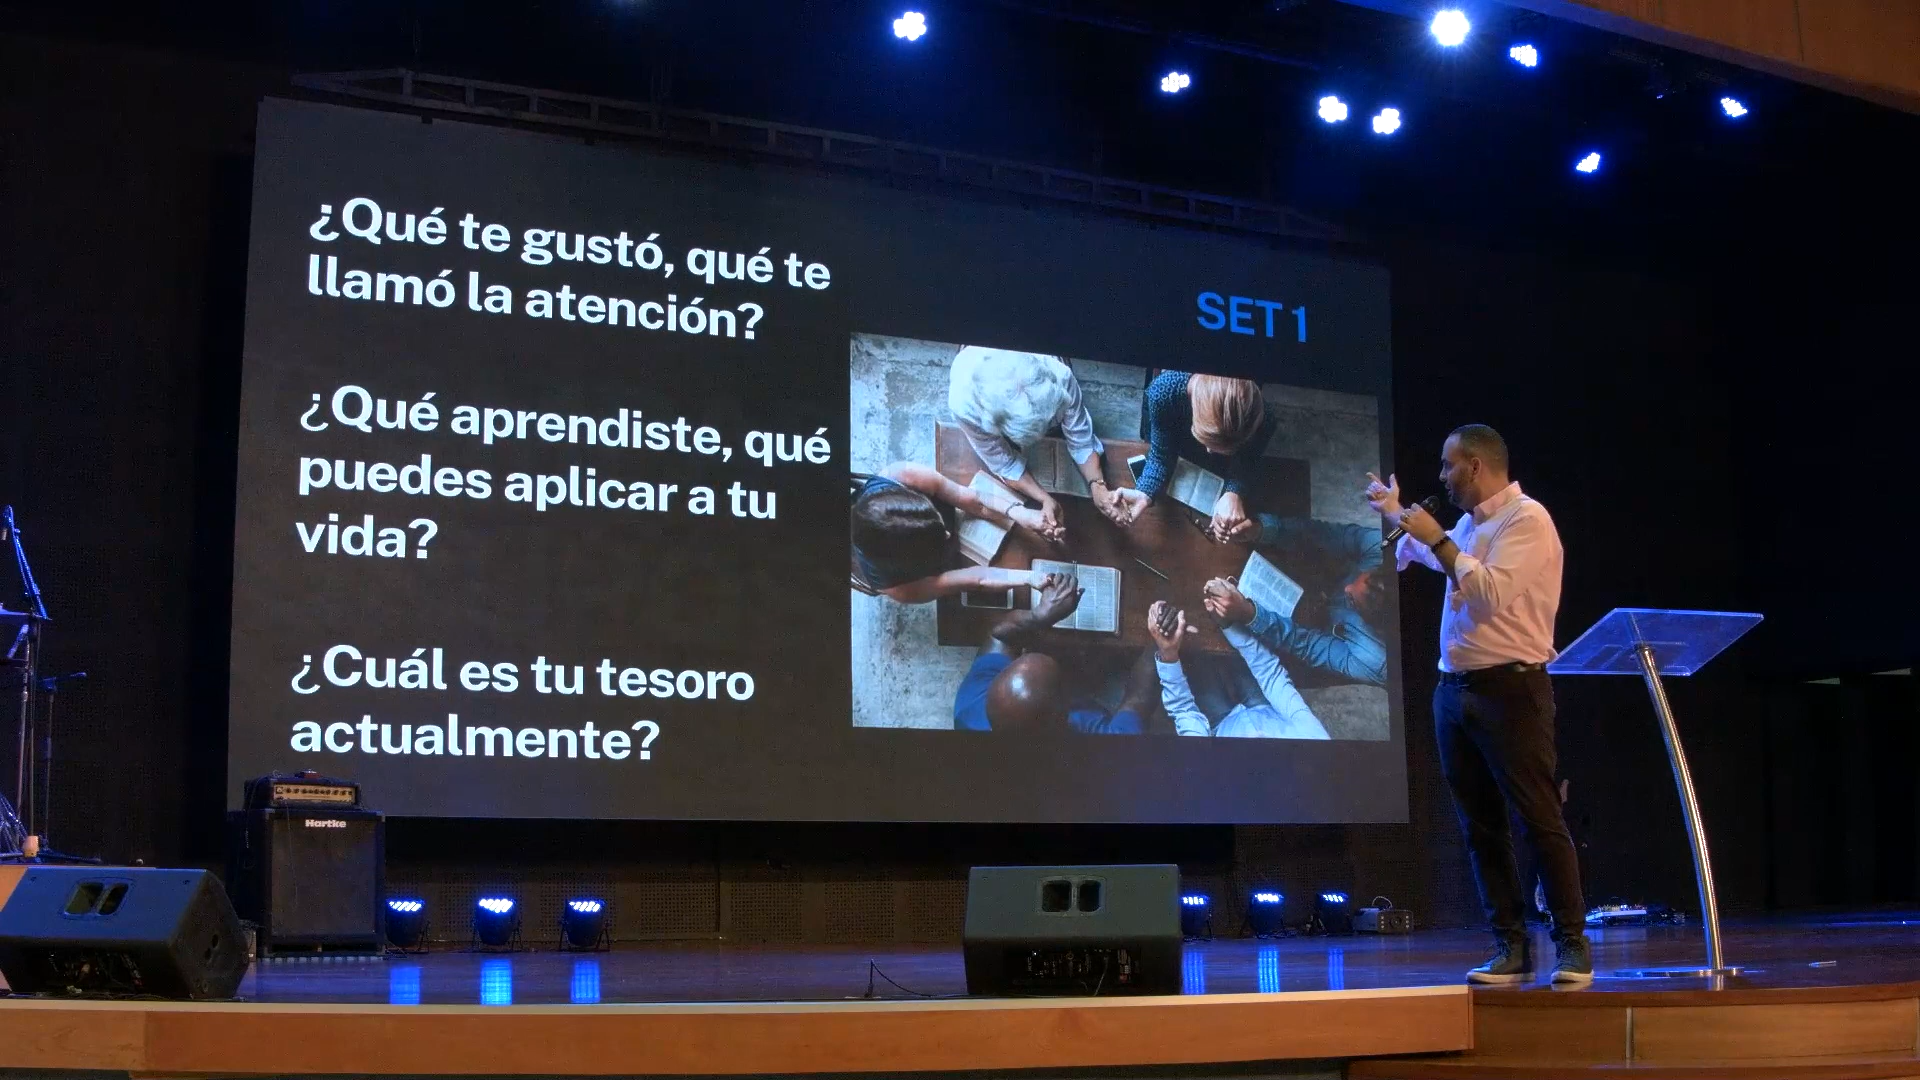 ¿Qué te gustó, qué te
llamó la atención?
SET 1
¿Qué aprendiste, qué
puedes aplicar a tu
vida?
¿Cuál es tu tesoro
actualmente?
Hartke